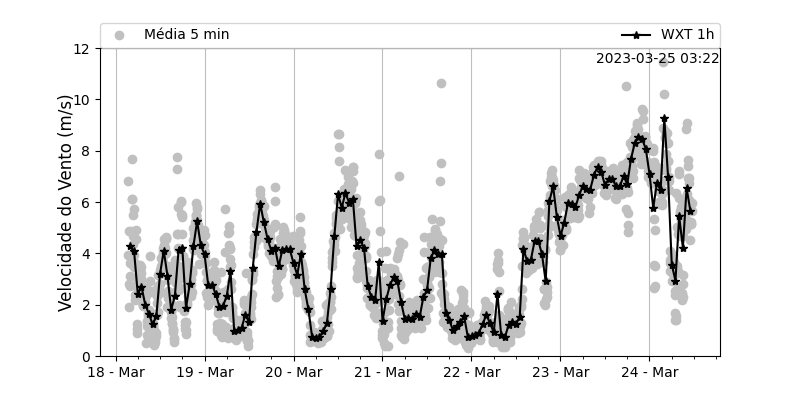 Média 5 min
WXT 1h
2023-03-25 03:22
Velocidade do Vento (m/s)
12
10
8
6
4
2
0
18 - Mar
19 - Mar
20 - Mar
21 - Mar
22 - Mar
23 - Mar
24 - Mar